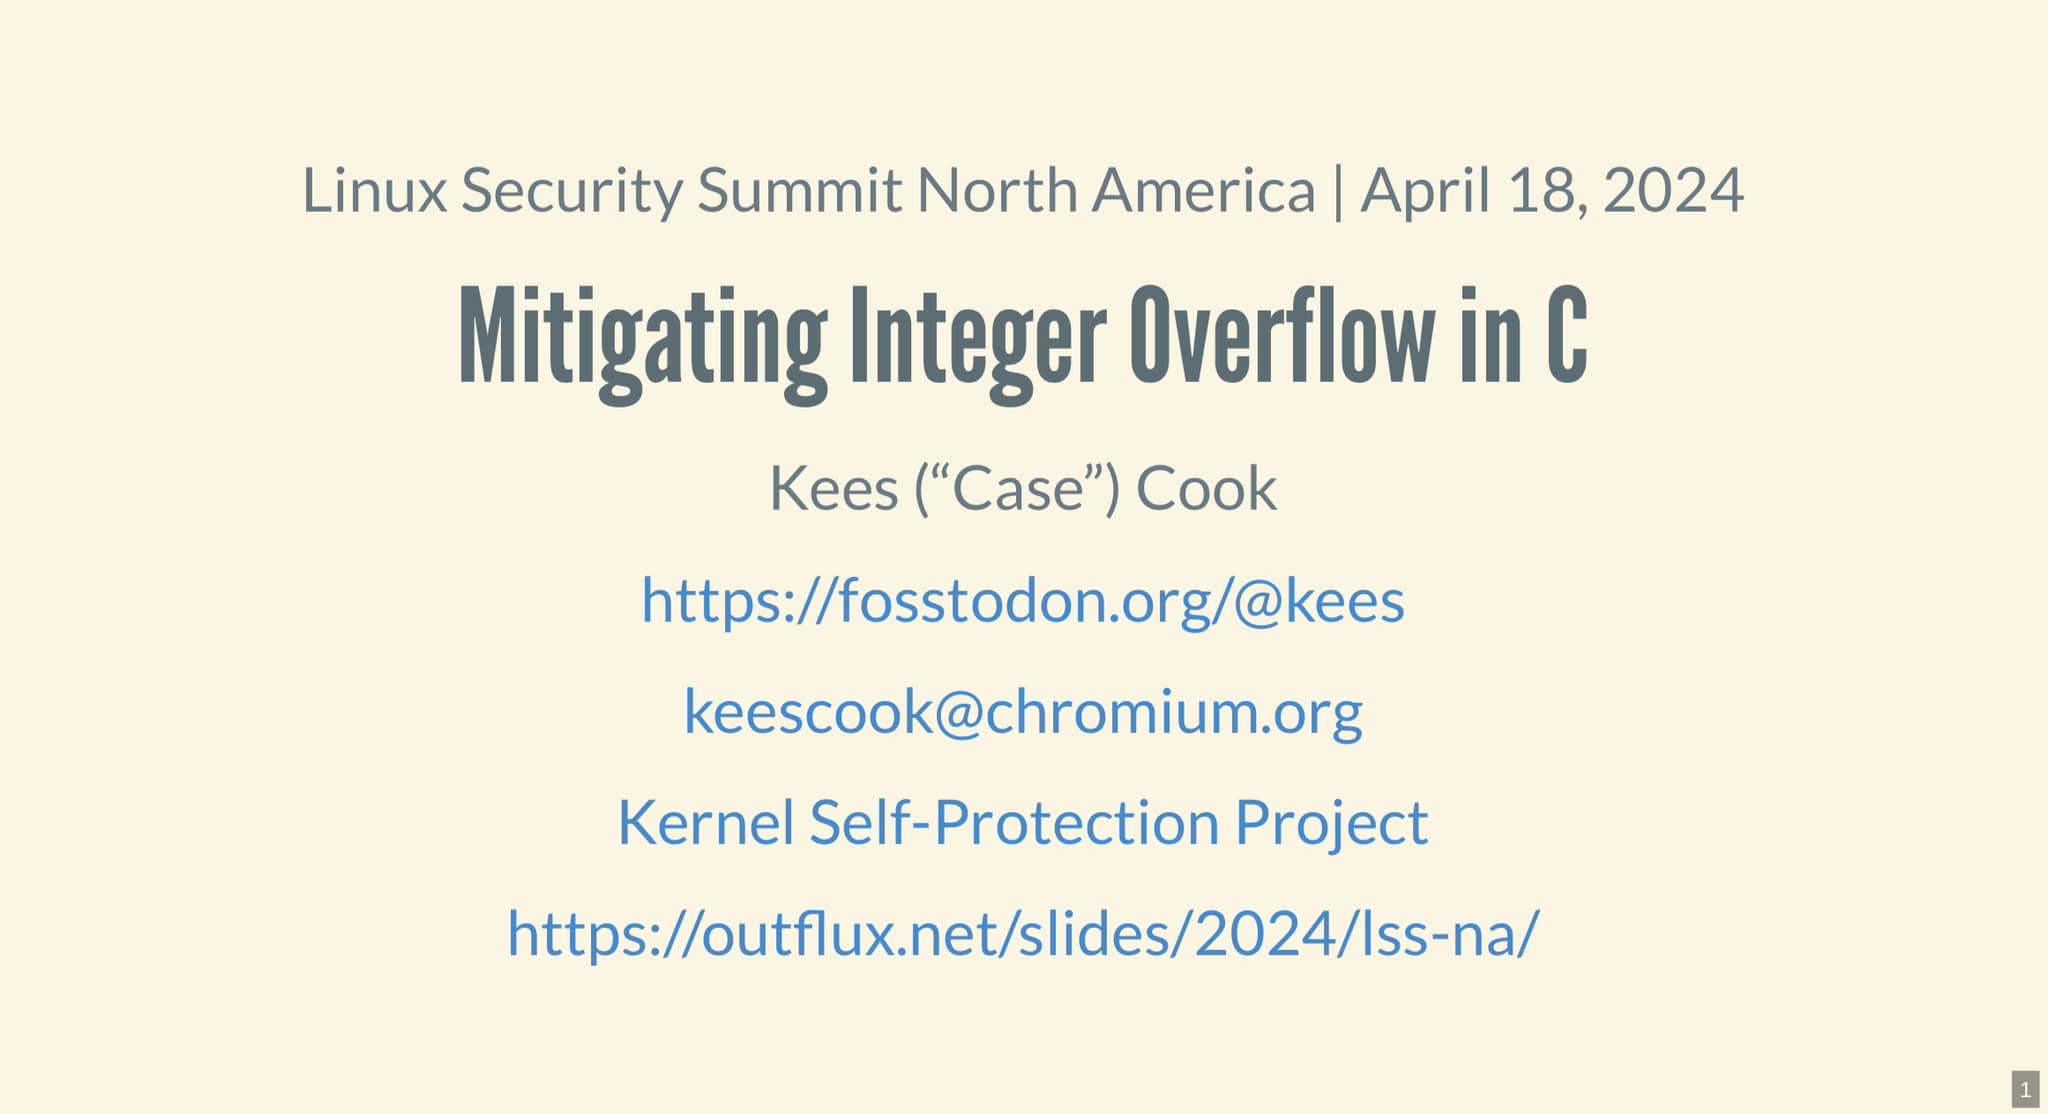 Linux Security Summit North America | April 18, 2024
Mitigating Integer Overflow in C
Kees (“Case”) Cook
https://fosstodon.org/@kees
keescook@chromium.org
Kernel Self-Protection Project
https://outflux.net/slides/2024/lss-na/
1